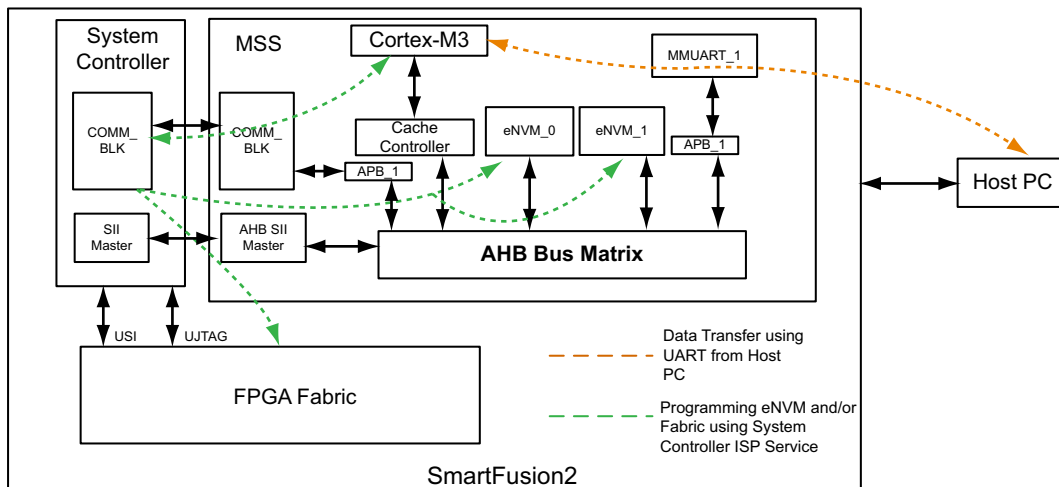 System
Controller
MSS
Cortex-M3
MMUART_1
COMM_
BLK
COMM_
BLK
Cache
Controller
eNVM_0
eNVM_1
APB_1
APB_1
Host PC
SII
Master
AHB SII
Master
AHB Bus Matrix
USI
UJTAG
FPGA Fabric
Data Transfer using
UART from Host
PC
Programming eNVM and/or
Fabric using System
Controller ISP Service
SmartFusion2